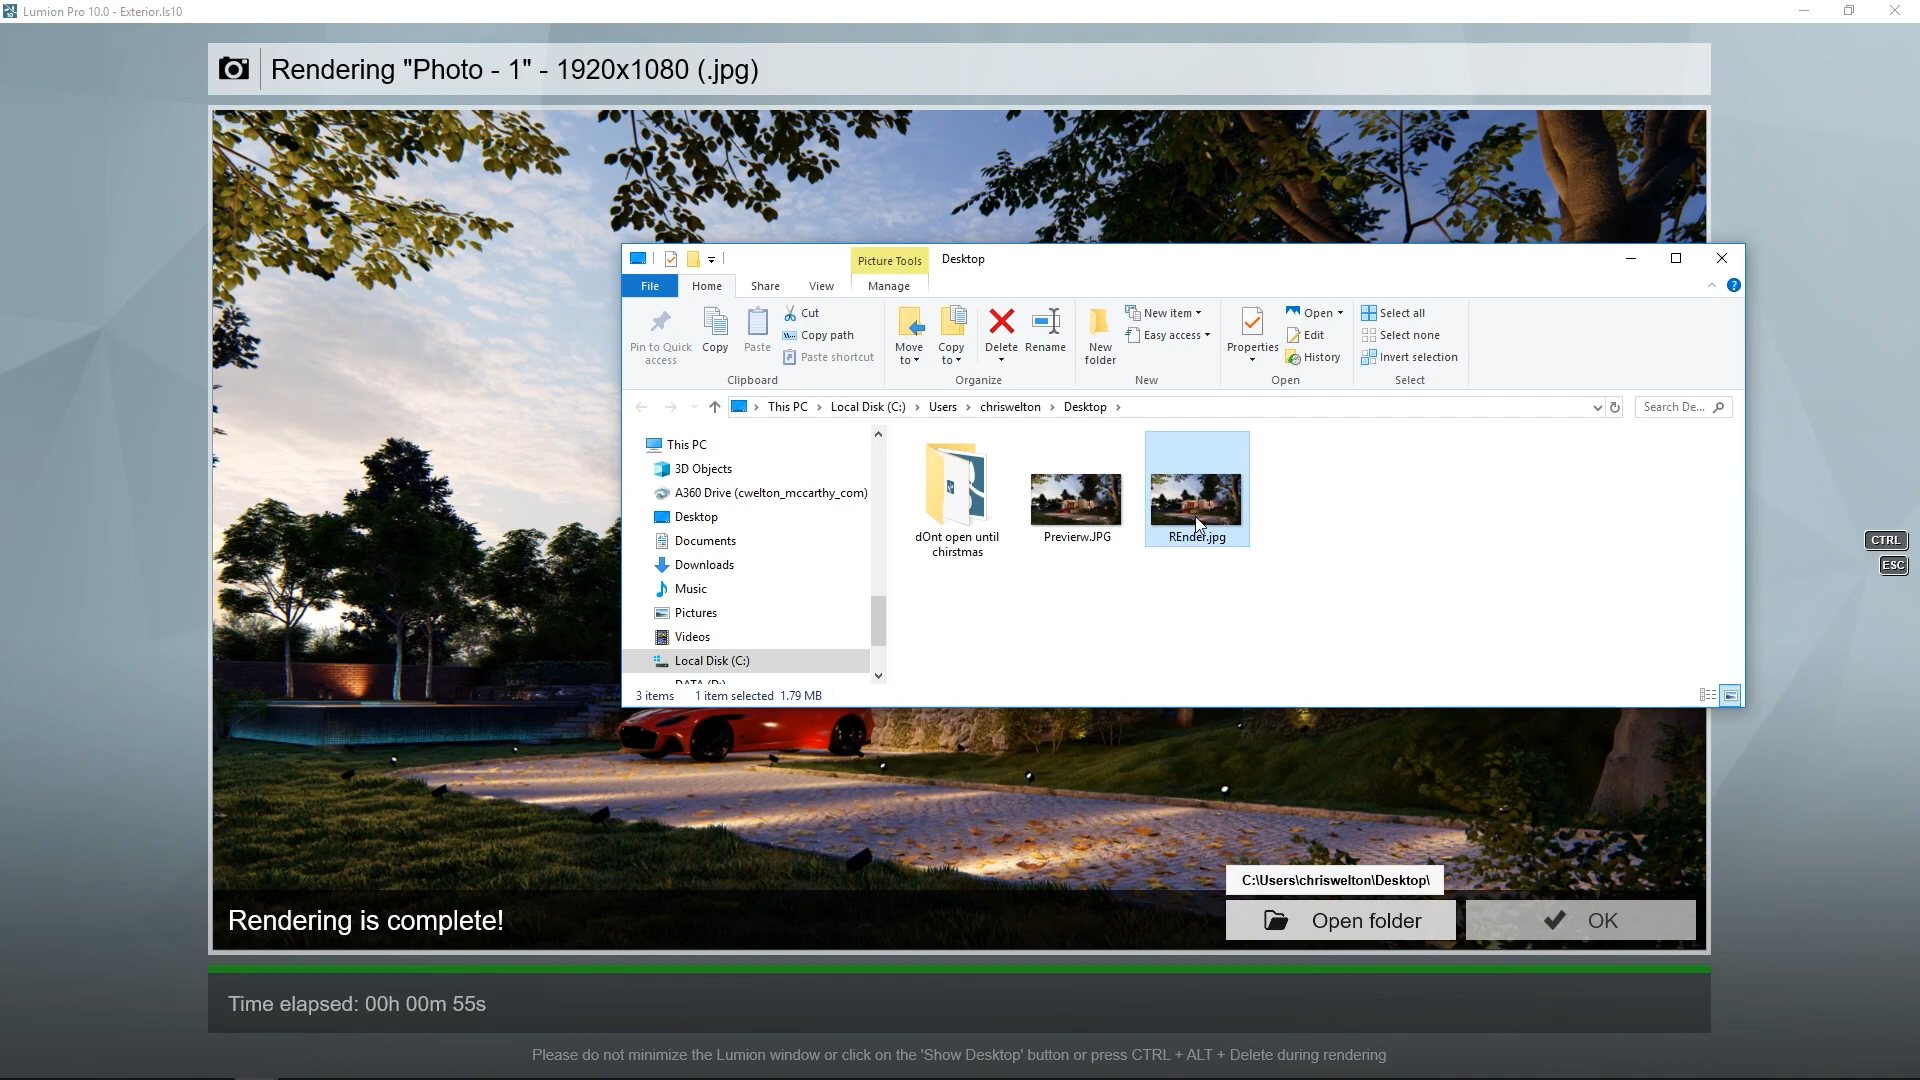 Lumion Pro 10.0 - Exterior.ls10
Rendering "Photo - 1" - 1920x1080 (.jpg)
Picture Tools
Desktop
File
Home
Share
View
Manage
Pin to Quick
access
Copy
Paste
Cut
Copy path
Paste shortcut
Clipboard
Move
to
Copy
to
Delete
Rename
Organize
New
folder
New item
Easy access
New
Properties
Open
Edit
History
Open
Select all
Select none
Invert selection
Select
This PC
Local Disk (C:)
Users
chriswelton
Desktop
Search De...
This PC
3D Objects
A360 Drive (cwelton_mccarthy_com)
Desktop
Documents
Downloads
Music
Pictures
Videos
Local Disk (C:)
DATA (D:)
dOnt open until
chirstmas
Previerw.JPG
REnder.jpg
3 items 1 item selected 1.79 MB
CTRL
ESC
C:\Users\chriswelton\Desktop\
Rendering is complete!
Open folder
OK
Time elapsed: 00h 00m 55s
Please do not minimize the Lumion window or click on the 'Show Desktop' button or press CTRL + ALT + Delete during rendering